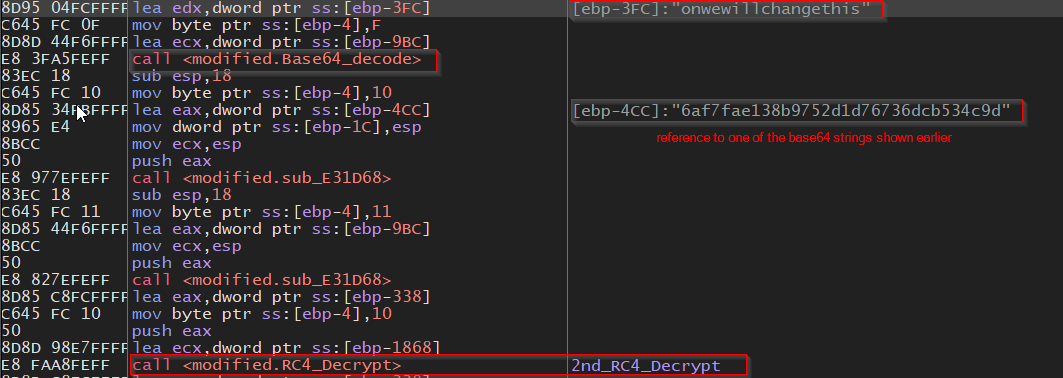 8D95 04FCFFFF lea edx,dword ptr ss:[ebp-3FC] [ebp-3FC]:"onwewillchangethis"
C645 FC 0F mov byte ptr ss:[ebp-4],F
8D8D 44F6FFFF lea ecx,dword ptr ss:[ebp-9BC]
E8 3FA5FEFF call <modified.Base64_decode>
83EC 18 sub esp,18
C645 FC 10 mov byte ptr ss:[ebp-4],10
8D85 34FBFFFF lea eax,dword ptr ss:[ebp-4CC] [ebp-4CC]:"6af7fae138b9752d1d76736dcb534c9d"
8965 E4 mov dword ptr ss:[ebp-1C],esp
reference to one of the base64 strings shown earlier
8BCC mov ecx,esp
50 push eax
E8 977EFEFF call <modified.sub_E31D68>
83EC 18 sub esp,18
C645 FC 11 mov byte ptr ss:[ebp-4],11
8D85 44F6FFFF lea eax,dword ptr ss:[ebp-9BC]
8BCC mov ecx,esp
50 push eax
E8 827EFEFF call <modified.sub_E31D68>
8D85 C8FCFFFF lea eax,dword ptr ss:[ebp-338]
C645 FC 10 mov byte ptr ss:[ebp-4],10
50 push eax
8D8D 98E7FFFF lea ecx,dword ptr ss:[ebp-1868]
E8 FAA8FEFF call <modified.RC4_Decrypt> 2nd_RC4_Decrypt